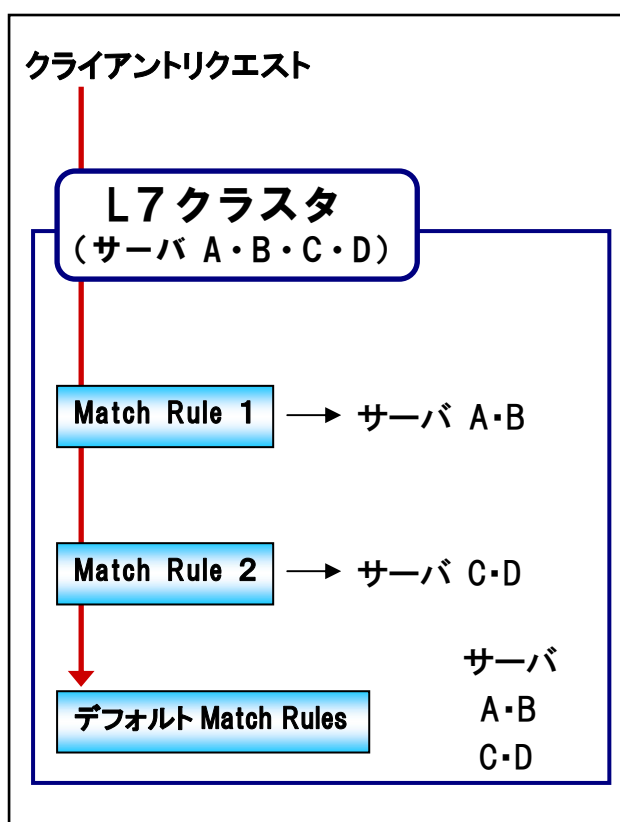 クライアントリクエスト
L7クラスタ
(サーバ A・B・C・D)
Match Rule 1
サーバ A・B
Match Rule 2
サーバ C・D
デフォルト Match Rules
サーバ
A・B
C・D